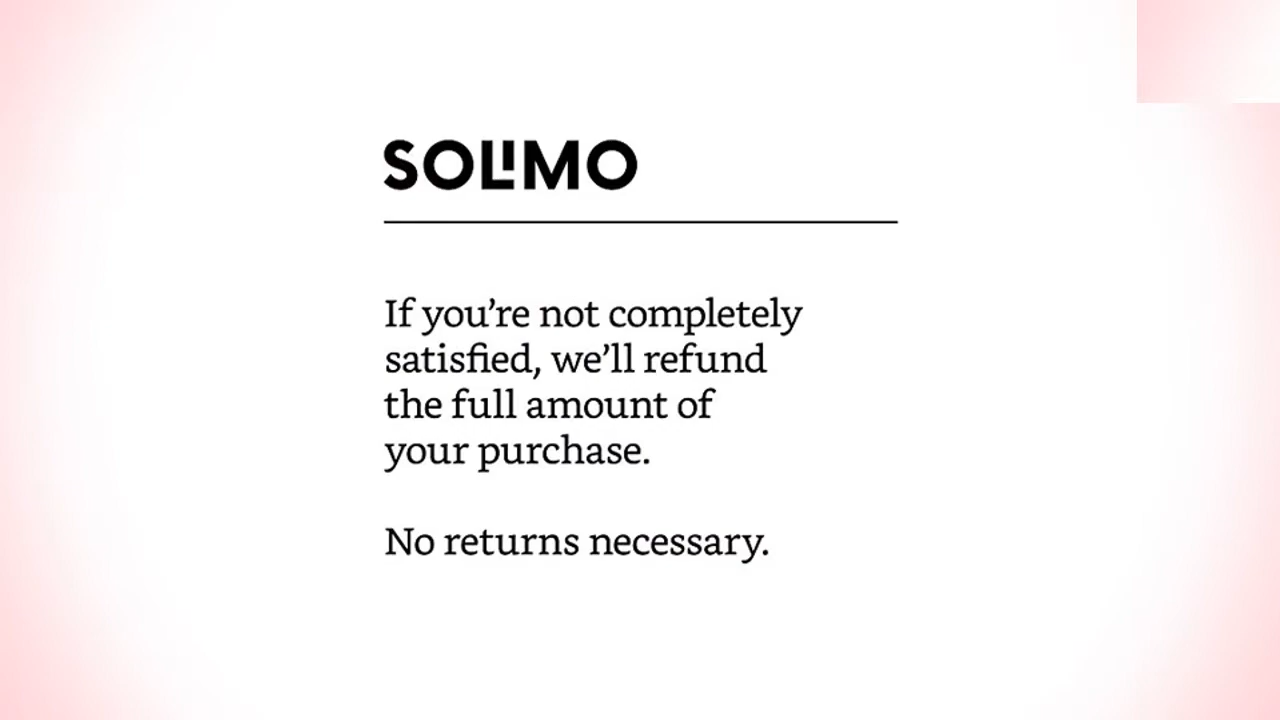 SOLIMO
If you’re not completely
satisfied, we’ll refund
the full amount of
your purchase.
No returns necessary.